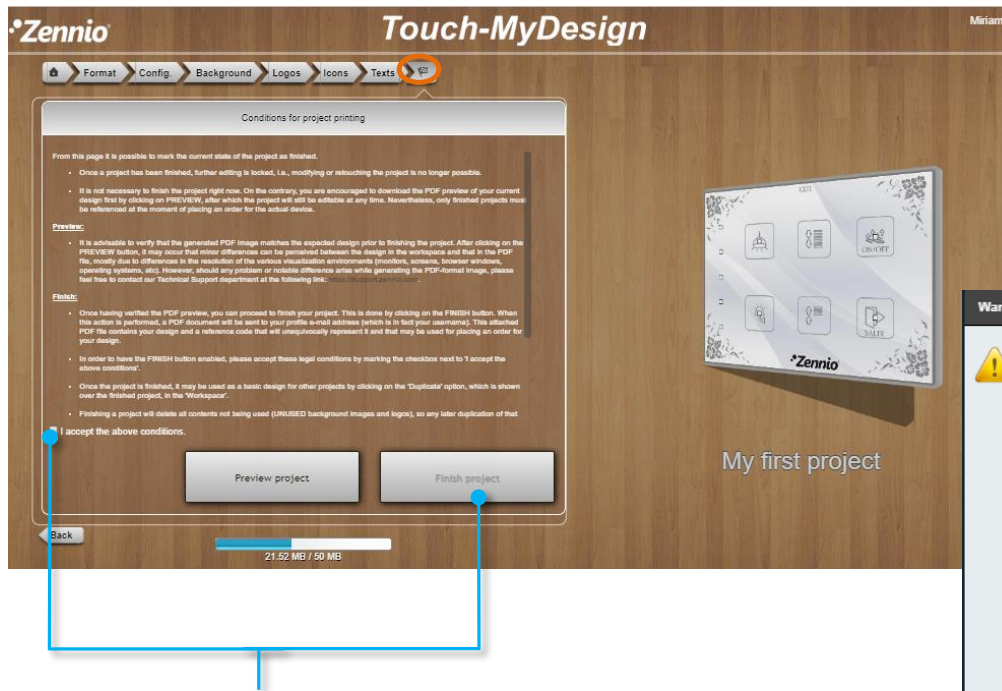 Zennio
Touch-MyDesign
Miriam
Format Config. Background Logos Icons Texts
Conditions for project printing
From this page it is possible to mark the current state of the project as finished.
• Once a project has been finished, further editing is locked, i.e., modifying or retouching the project is no longer possible.
• It is not necessary to finish the project right now. On the contrary, you are encouraged to download the PDF preview of your current
design first by clicking on PREVIEW, after which the project will still be editable at any time. Nevertheless, only finished projects must
be referenced at the moment of placing an order for the actual device.
Preview:
• It is advisable to verify that the generated PDF image matches the expected design prior to finishing the project. After clicking on the
PREVIEW button, it may occur that minor differences can be perceived between the design in the workspace and that in the PDF
file, mostly due to differences in the resolution of the various visualization environments (monitors, screens, browser windows,
operating systems, etc). However, should any problem or notable difference arise while generating the PDF-format image, please
feel free to contact our Technical Support department at the following link: https://support.zennio.com.
Finish:
• Once having verified the PDF preview, you can proceed to finish your project. This is done by clicking on the FINISH button. When
this action is performed, a PDF document will be sent to your profile e-mail address (which is in fact your username). This attached
PDF file contains your design and a reference code that will unequivocally represent it and that may be used for placing an order for
your design.
• In order to have the FINISH button enabled, please accept these legal conditions by marking the checkbox next to 'I accept the
above conditions'.
• Once the project is finished, it may be used as a basic design for other projects by clicking on the 'Duplicate' option, which is shown
over the finished project, in the 'Workspace'.
• Finishing a project will delete all contents not being used (UNUSED background images and logos), so any later duplication of that
I accept the above conditions.
Preview project
Finish project
Back
21.52 MB / 50 MB
ON/OFF
SALIR
Zennio
My first project
War